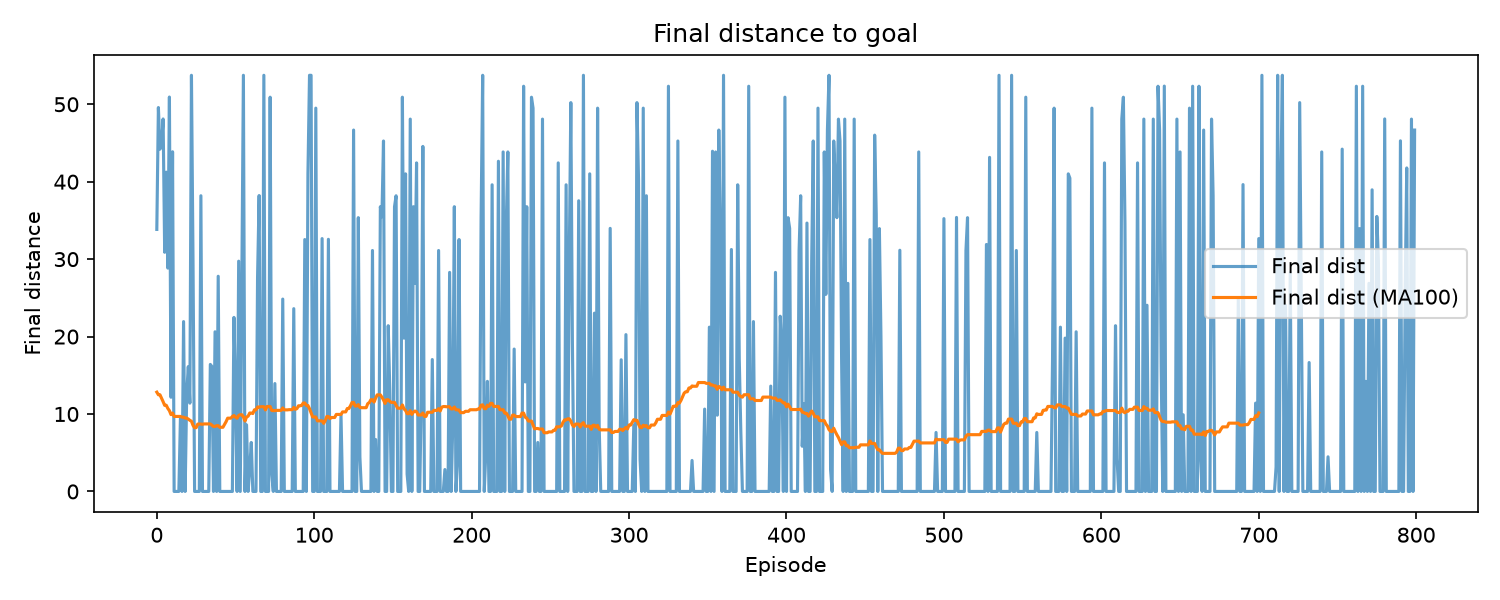 Final distance to goal
Final distance
50
40
30
20
10
0
Final dist
Final dist (MA100)
0 100 200 300 400 500 600 700 800
Episode